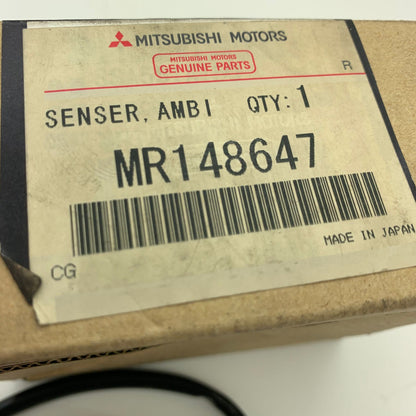 MITSUBISHI MOTORS
MITSUBISHI MOTORS
GENUINE PARTS
R
SENSER, AMBI QTY: 1
MR148647
MADE IN JAPAN
CG